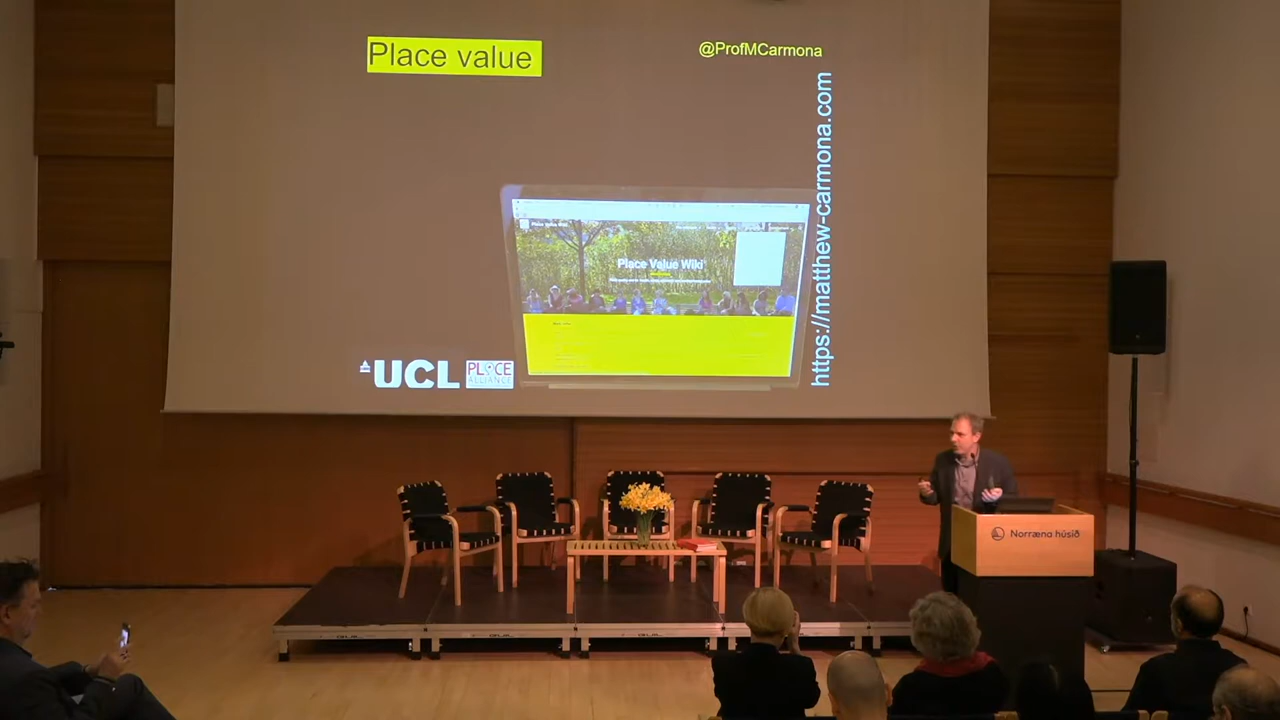 Place value
@ProfMCarmona
https://matthew-carmona.com
Place Value Wiki
UCL
PLACE
ALLIANCE
Norræna húsið